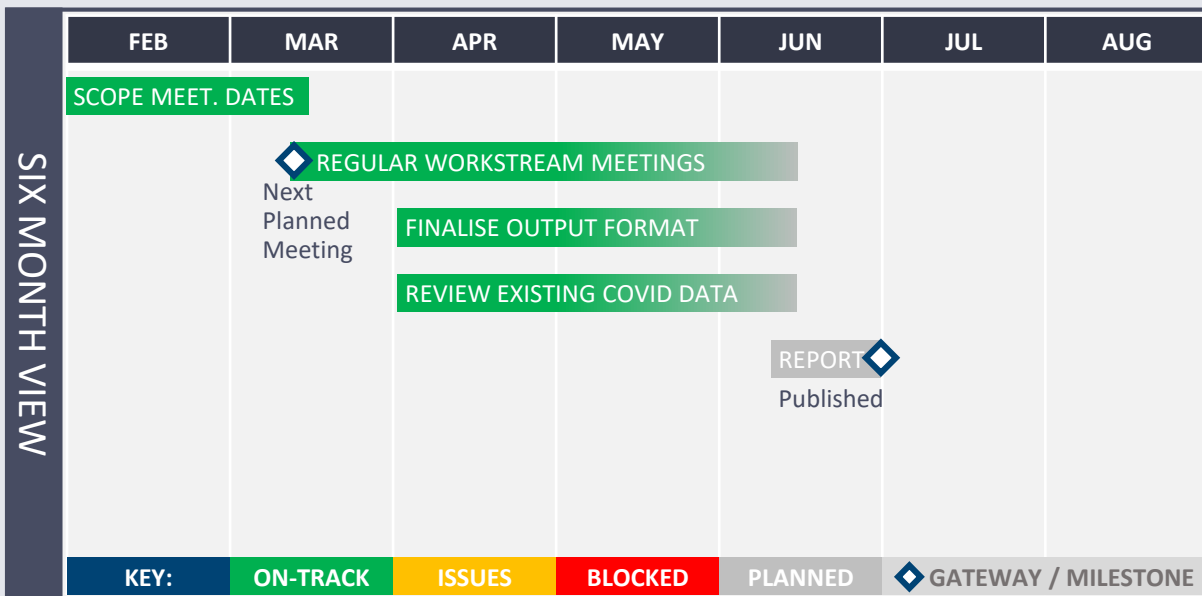 SIX MONTH VIEW
FEB MAR APR MAY JUN JUL AUG
SCOPE MEET. DATES
REGULAR WORKSTREAM MEETINGS
Next
Planned
Meeting
FINALISE OUTPUT FORMAT
REVIEW EXISTING COVID DATA
REPORT
Published
KEY: ON-TRACK ISSUES BLOCKED PLANNED GATEWAY / MILESTONE